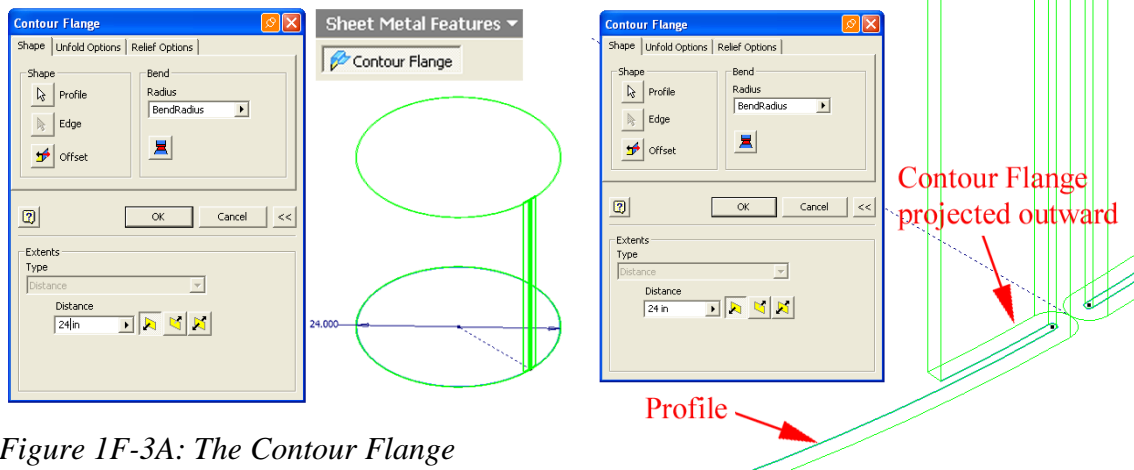 Contour Flange
Shape Unfold Options Relief Options
Shape
Profile
Edge
Offset
Bend
Radius
BendRadius
OK Cancel <<
Extents
Type
Distance
Distance
24 in
Sheet Metal Features
Contour Flange
24.000
Contour Flange
Shape Unfold Options Relief Options
Shape
Profile
Edge
Offset
Bend
Radius
BendRadius
OK Cancel <<
Extents
Type
Distance
Distance
24 in
Contour Flange
projected outward
Profile
Figure 1F-3A: The Contour Flange